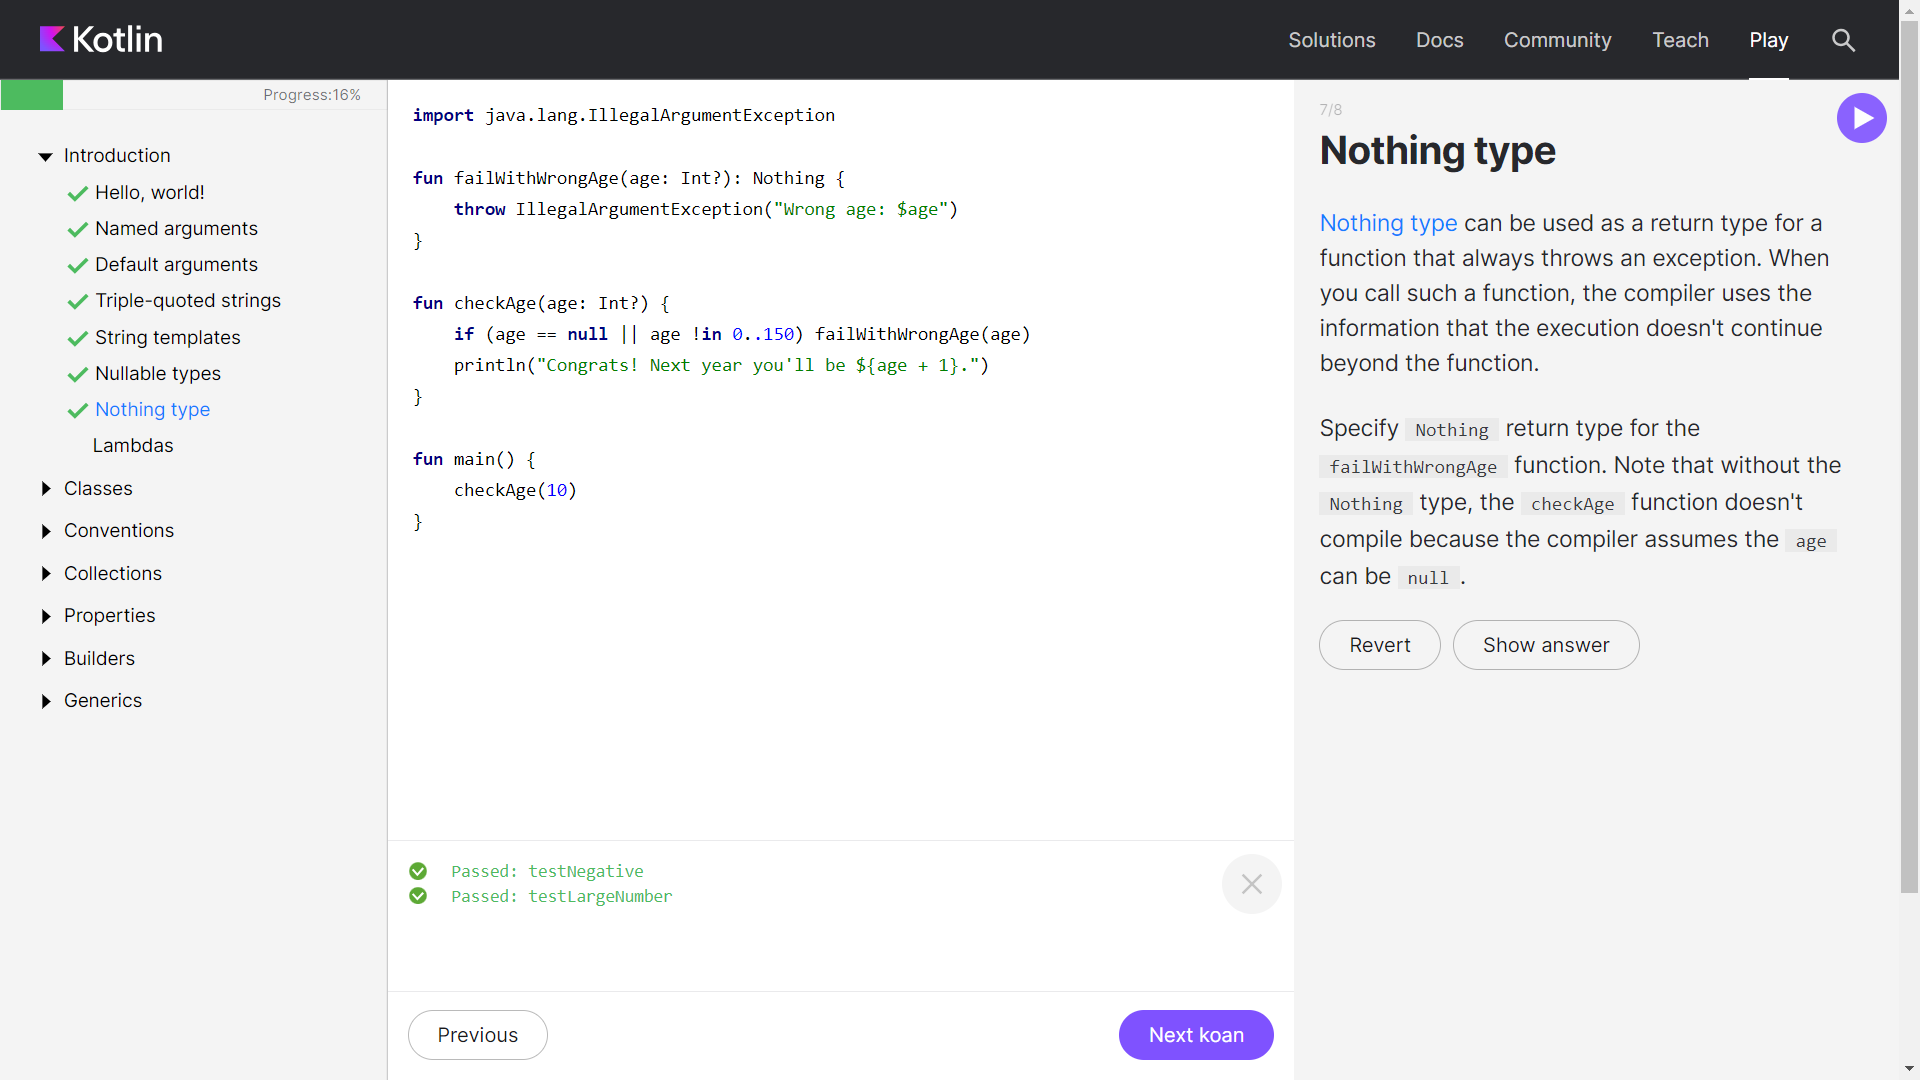 Kotlin
Solutions
Docs
Community
Teach
Play
Progress:16%
Introduction
Hello, world!
Named arguments
Default arguments
Triple-quoted strings
String templates
Nullable types
Nothing type
Lambdas
Classes
Conventions
Collections
Properties
Builders
Generics
import java.lang.IllegalArgumentException
fun failWithWrongAge(age: Int?): Nothing {
    throw IllegalArgumentException("Wrong age: $age")
}
fun checkAge(age: Int?) {
    if (age == null || age !in 0..150) failWithWrongAge(age)
    println("Congrats! Next year you'll be ${age + 1}.")
}
fun main() {
    checkAge(10)
}
Passed: testNegative
Passed: testLargeNumber
Previous
Next koan
7/8
Nothing type
Nothing type can be used as a return type for a
function that always throws an exception. When
you call such a function, the compiler uses the
information that the execution doesn't continue
beyond the function.
Specify Nothing return type for the
failWithWrongAge function. Note that without the
Nothing type, the checkAge function doesn't
compile because the compiler assumes the age
can be null.
Revert
Show answer